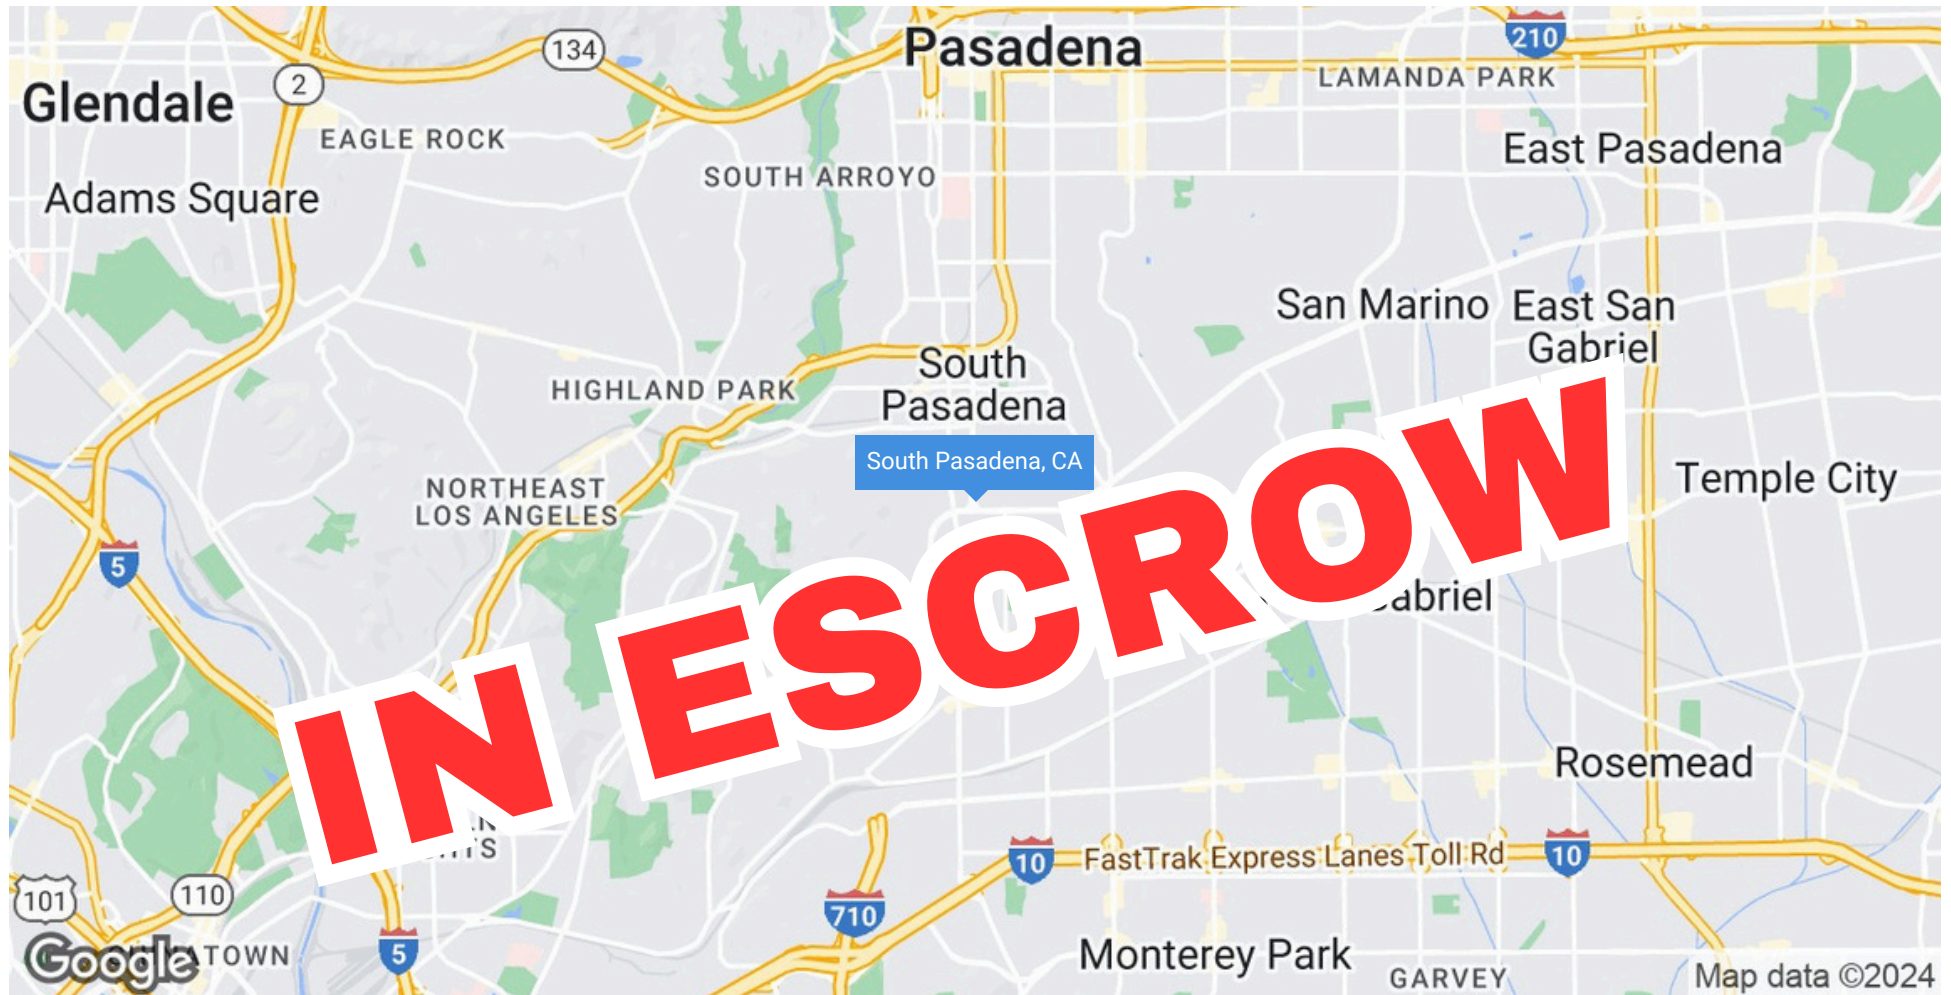 Pasadena
210
134
LAMANDA PARK
2
Glendale
EAGLE ROCK
East Pasadena
SOUTH ARROYO
Adams Square
San Marino
East San
Gabriel
South
Pasadena
HIGHLAND PARK
South Pasadena, CA
Temple City
NORTHEAST
LOS ANGELES
5
IN ESCROW
Rosemead
10
FastTrak Express Lanes Toll Rd
10
101
110
710
5
Monterey Park
GARVEY
Google
Map data ©2024